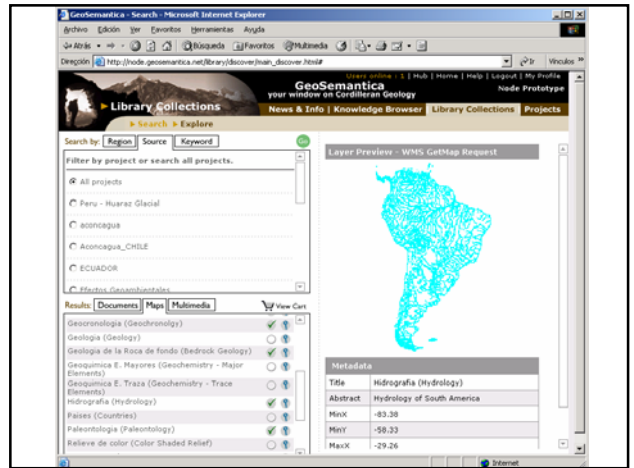 GeoSemantica - Search - Microsoft Internet Explorer
Archivo Edición Ver Favoritos Herramientas Ayuda
Atrás Búsqueda Favoritos Multimedia
Dirección http://node.geosemantica.net/library/discover/main_discover.html# Ir Vínculos »
Users online : 1 | Hub | Home | Help | Logout | My Profile
GeoSemantica Node Prototype
your window on Cordilleran Geology
Library Collections
News & Info | Knowledge Browser Library Collections Projects
Search Explore
Search by: Region Source Keyword Go
Filter by project or search all projects.
All projects
Peru - Huaraz Glacial
aconcagua
Aconcagua_CHILE
ECUADOR
Efectos Geoambientales
Results: Documents Maps Multimedia View Cart
Geocronologia (Geochronolgy)
Geologia (Geology)
Geologia de la Roca de fondo (Bedrock Geology)
Geoquimica E. Mayores (Geochemistry - Major
Elements)
Geoquimica E. Traza (Geochemistry - Trace
Elements)
Hidrografia (Hydrology)
Paises (Countries)
Paleontologia (Paleontology)
Relieve de color (Color Shaded Relief)
Layer Preview - WMS GetMap Request
Metadata
Title Hidrografia (Hydrology)
Abstract Hydrology of South America
MinX -83.38
MinY -58.33
MaxX -29.26
Internet